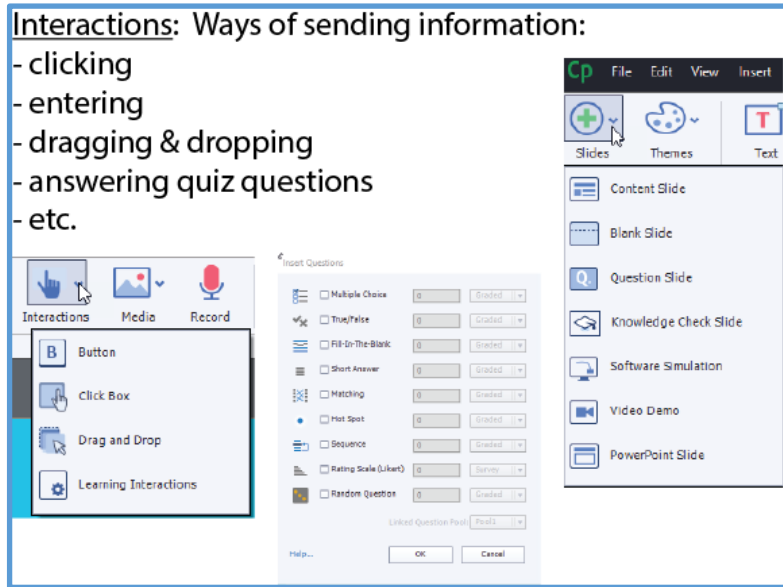 Interactions: Ways of sending information:
- clicking
- entering
- dragging & dropping
- answering quiz questions
- etc.
Cp File Edit View Insert
Slides Themes Text
Content Slide
Blank Slide
Question Slide
Knowledge Check Slide
Software Simulation
Video Demo
PowerPoint Slide
Interactions Media Record
B Button
Click Box
Drag and Drop
Learning Interactions
Insert Questions
Multiple Choice 0 Graded
True/False 0 Graded
Fill-In-The-Blank 0 Graded
Short Answer 0 Graded
Matching 0 Graded
Hot Spot 0 Graded
Sequence 0 Graded
Rating Scale (Likert) 0 Survey
Random Question 0 Graded
Linked Question Pool: Pool1
Help... OK Cancel